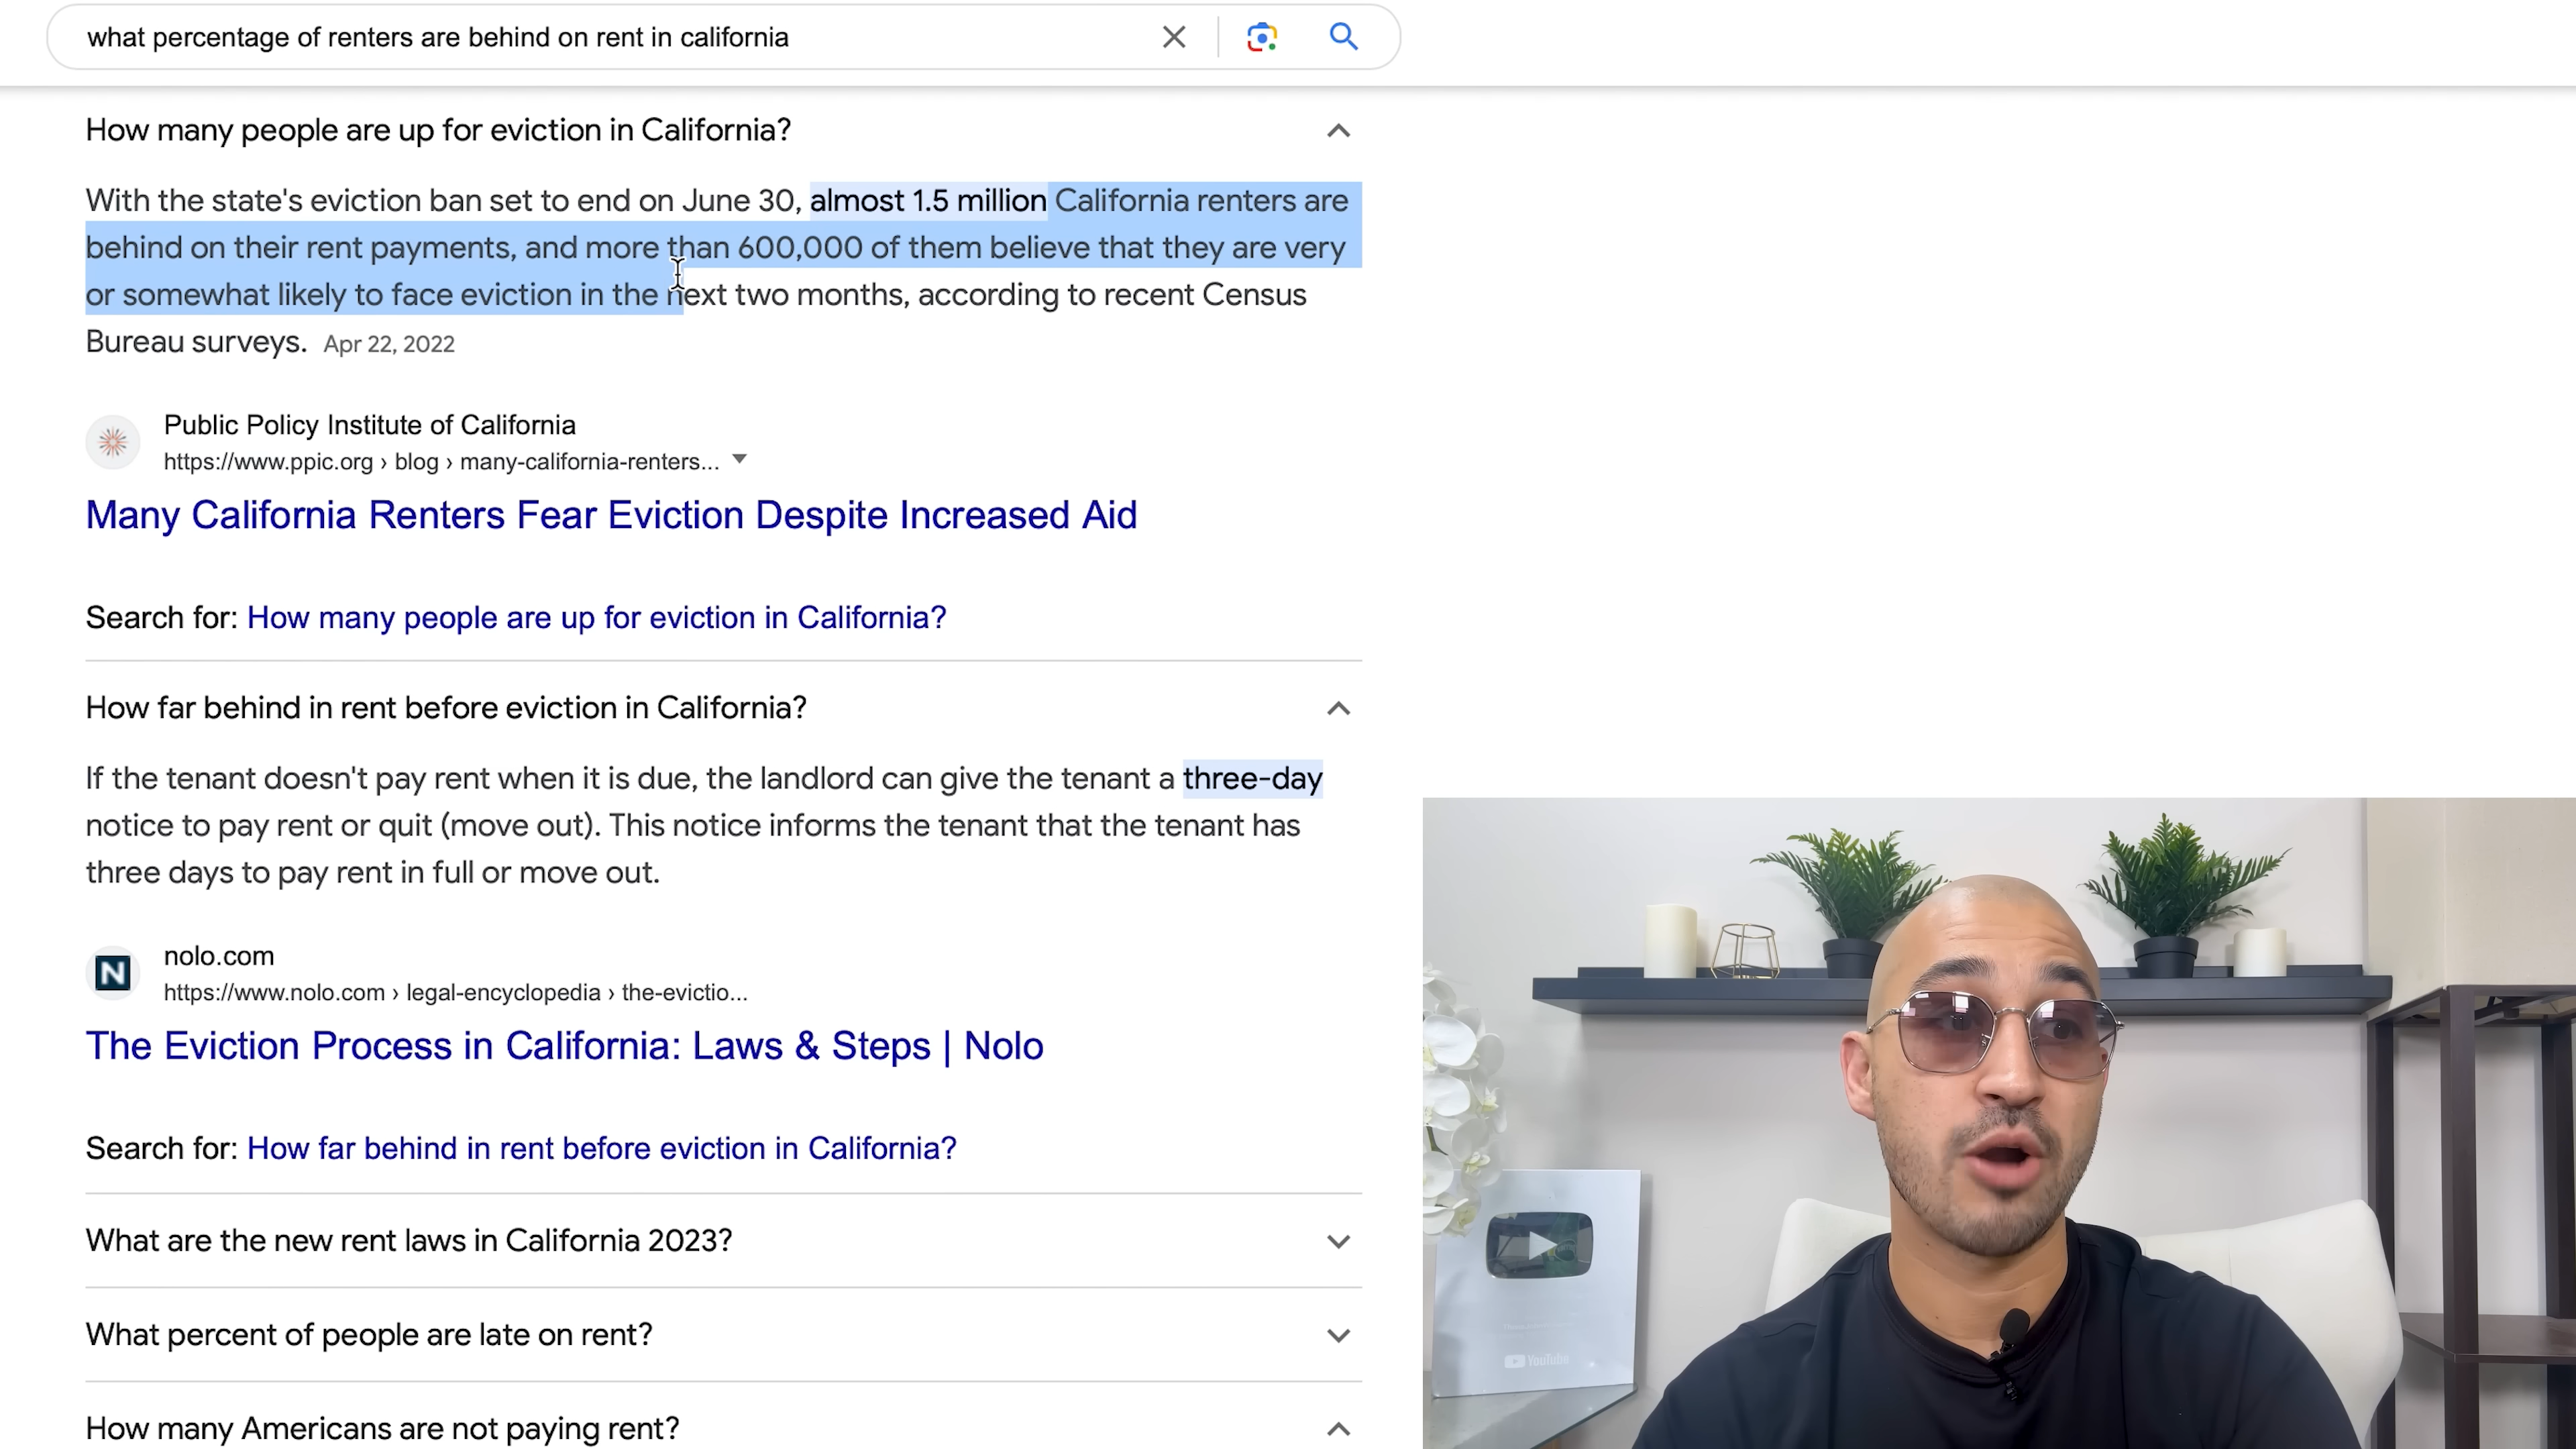 what percentage of renters are behind on rent in california
How many people are up for eviction in California?
With the state's eviction ban set to end on June 30, almost 1.5 million California renters are
behind on their rent payments, and more than 600,000 of them believe that they are very
or somewhat likely to face eviction in the next two months, according to recent Census
Bureau surveys. Apr 22, 2022
Public Policy Institute of California
https://www.ppic.org › blog › many-california-renters...
Many California Renters Fear Eviction Despite Increased Aid
Search for: How many people are up for eviction in California?
How far behind in rent before eviction in California?
If the tenant doesn't pay rent when it is due, the landlord can give the tenant a three-day
notice to pay rent or quit (move out). This notice informs the tenant that the tenant has
three days to pay rent in full or move out.
N
nolo.com
https://www.nolo.com › legal-encyclopedia › the-evictio...
The Eviction Process in California: Laws & Steps | Nolo
Search for: How far behind in rent before eviction in California?
What are the new rent laws in California 2023?
What percent of people are late on rent?
How many Americans are not paying rent?
YouTube